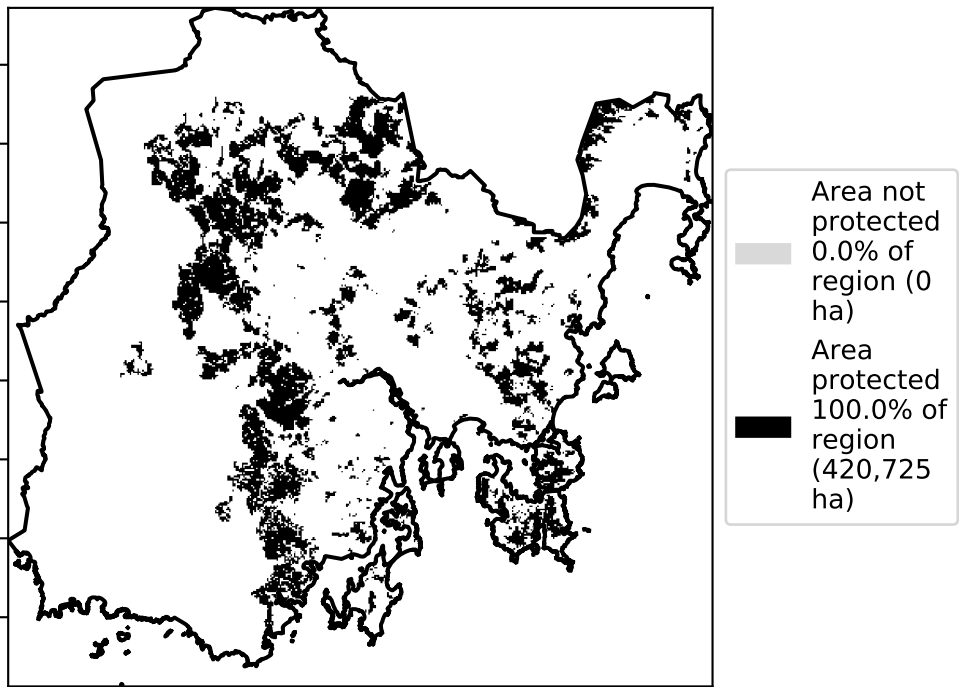 Area not
protected
0.0% of
region (0
ha)
Area
protected
100.0% of
region
(420,725
ha)